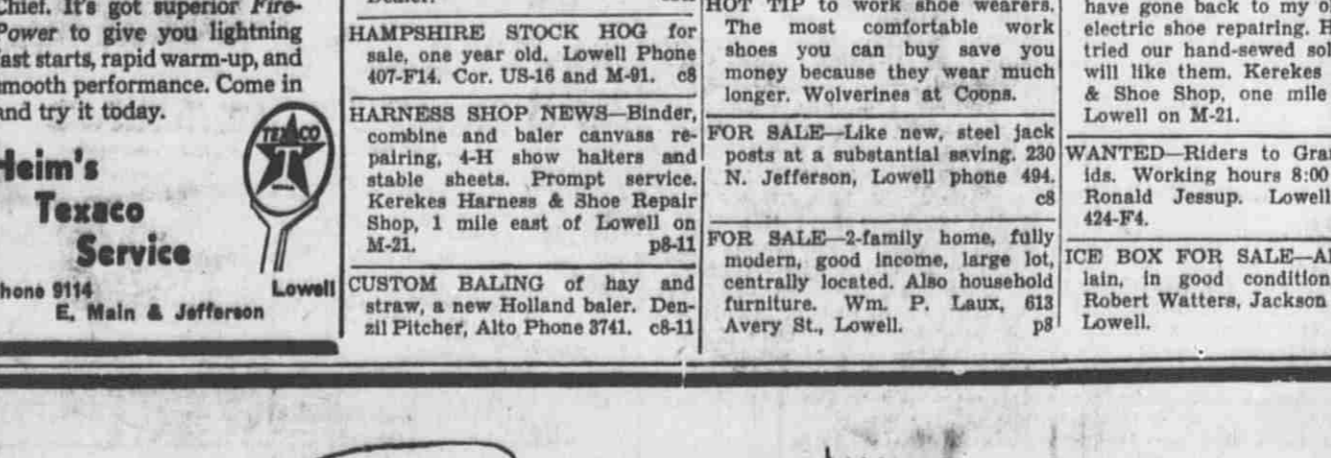 Chief. It's got superior Fire-
Power to give you lightning
fast starts, rapid warm-up, and
smooth performance. Come in
and try it today.
TEXACO
T
Heim's
Texaco
Service
Phone 9114
Lowell
E. Main & Jefferson
HAMPSHIRE STOCK HOG for
sale, one year old. Lowell Phone
407-F14. Cor. US-16 and M-91. c8
HARNESS SHOP NEWS—Binder,
combine and baler canvass re-
pairing, 4-H show halters and
stable sheets. Prompt service.
Kerekes Harness & Shoe Repair
Shop, 1 mile east of Lowell on
M-21. p8-11
CUSTOM BALING of hay and
straw, a new Holland baler. Den-
zil Pitcher, Alto Phone 3741. c8-11
HOT TIP to work shoe wearers.
The most comfortable work
shoes you can buy save you
money because they wear much
longer. Wolverines at Coons.
FOR SALE—Like new, steel jack
posts at a substantial saving. 230
N. Jefferson, Lowell phone 494.
c8
FOR SALE—2-family home, fully
modern, good income, large lot,
centrally located. Also household
furniture. Wm. P. Laux, 613
Avery St., Lowell. p8
have gone back to my
electric shoe repairing.
tried our hand-sewed
will like them. Kerekes
& Shoe Shop, one mile
Lowell on M-21.
WANTED—Riders to
ids. Working hours 8:00
Ronald Jessup. Lowell
424-F4.
ICE BOX FOR SALE—
lain, in good condition
Robert Watters, Jackson
Lowell.